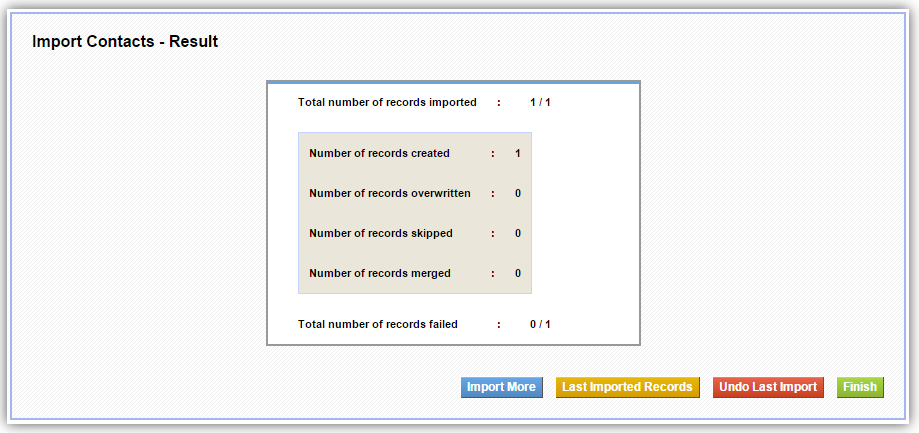 Import Contacts - Result
Total number of records imported : 1 / 1
Number of records created : 1
Number of records overwritten : 0
Number of records skipped : 0
Number of records merged : 0
Total number of records failed : 0 / 1
Import More Last Imported Records Undo Last Import Finish